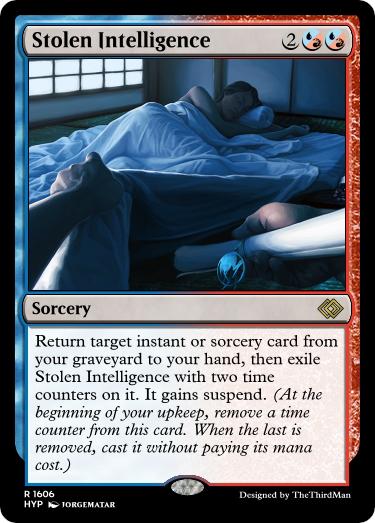 Stolen Intelligence 2
Sorcery
Return target instant or sorcery card from
your graveyard to your hand, then exile
Stolen Intelligence with two time
counters on it. It gains suspend. (At the
beginning of your upkeep, remove a time
counter from this card. When the last is
removed, cast it without paying its mana
cost.)
R 1606
HYP JORGEMATAR
Designed by TheThirdMan